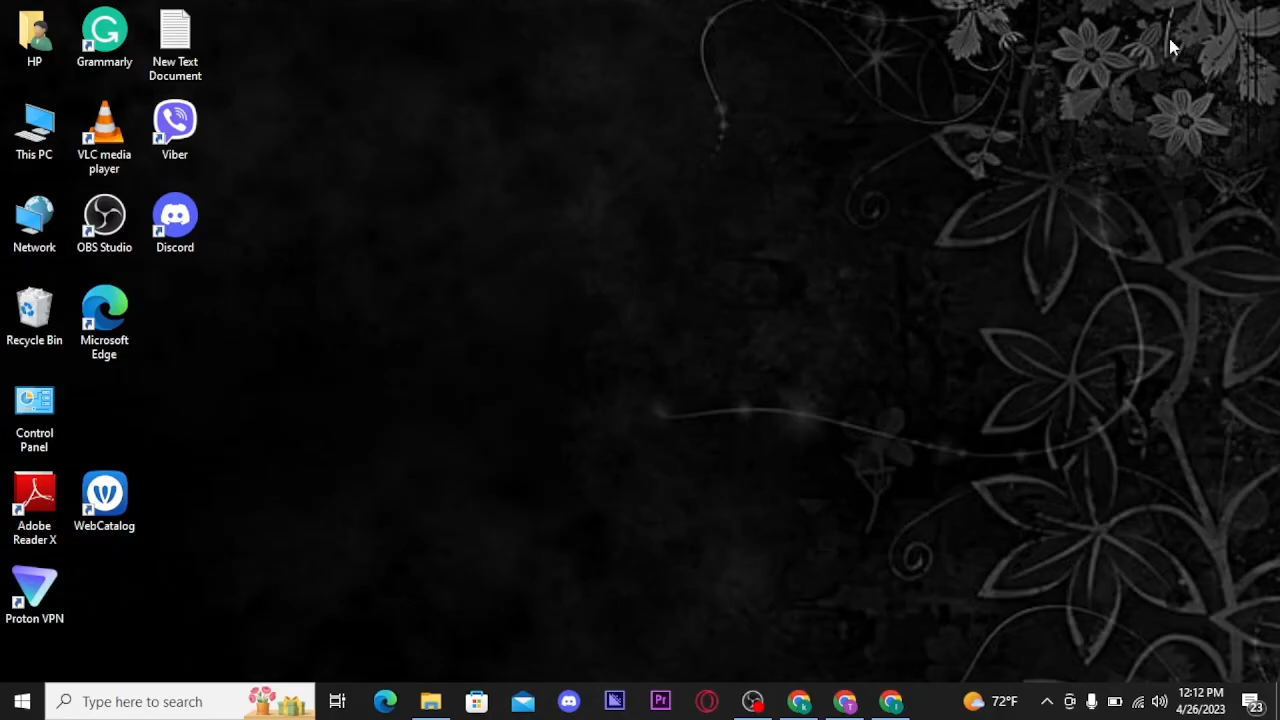 HP
Grammarly
New Text
Document
This PC
VLC media
player
Viber
Network
OBS Studio
Discord
Recycle Bin
Microsoft
Edge
Control
Panel
Adobe
Reader X
WebCatalog
Proton VPN
Type here to search
Pr
72°F
12:12 PM
4/26/2023
23